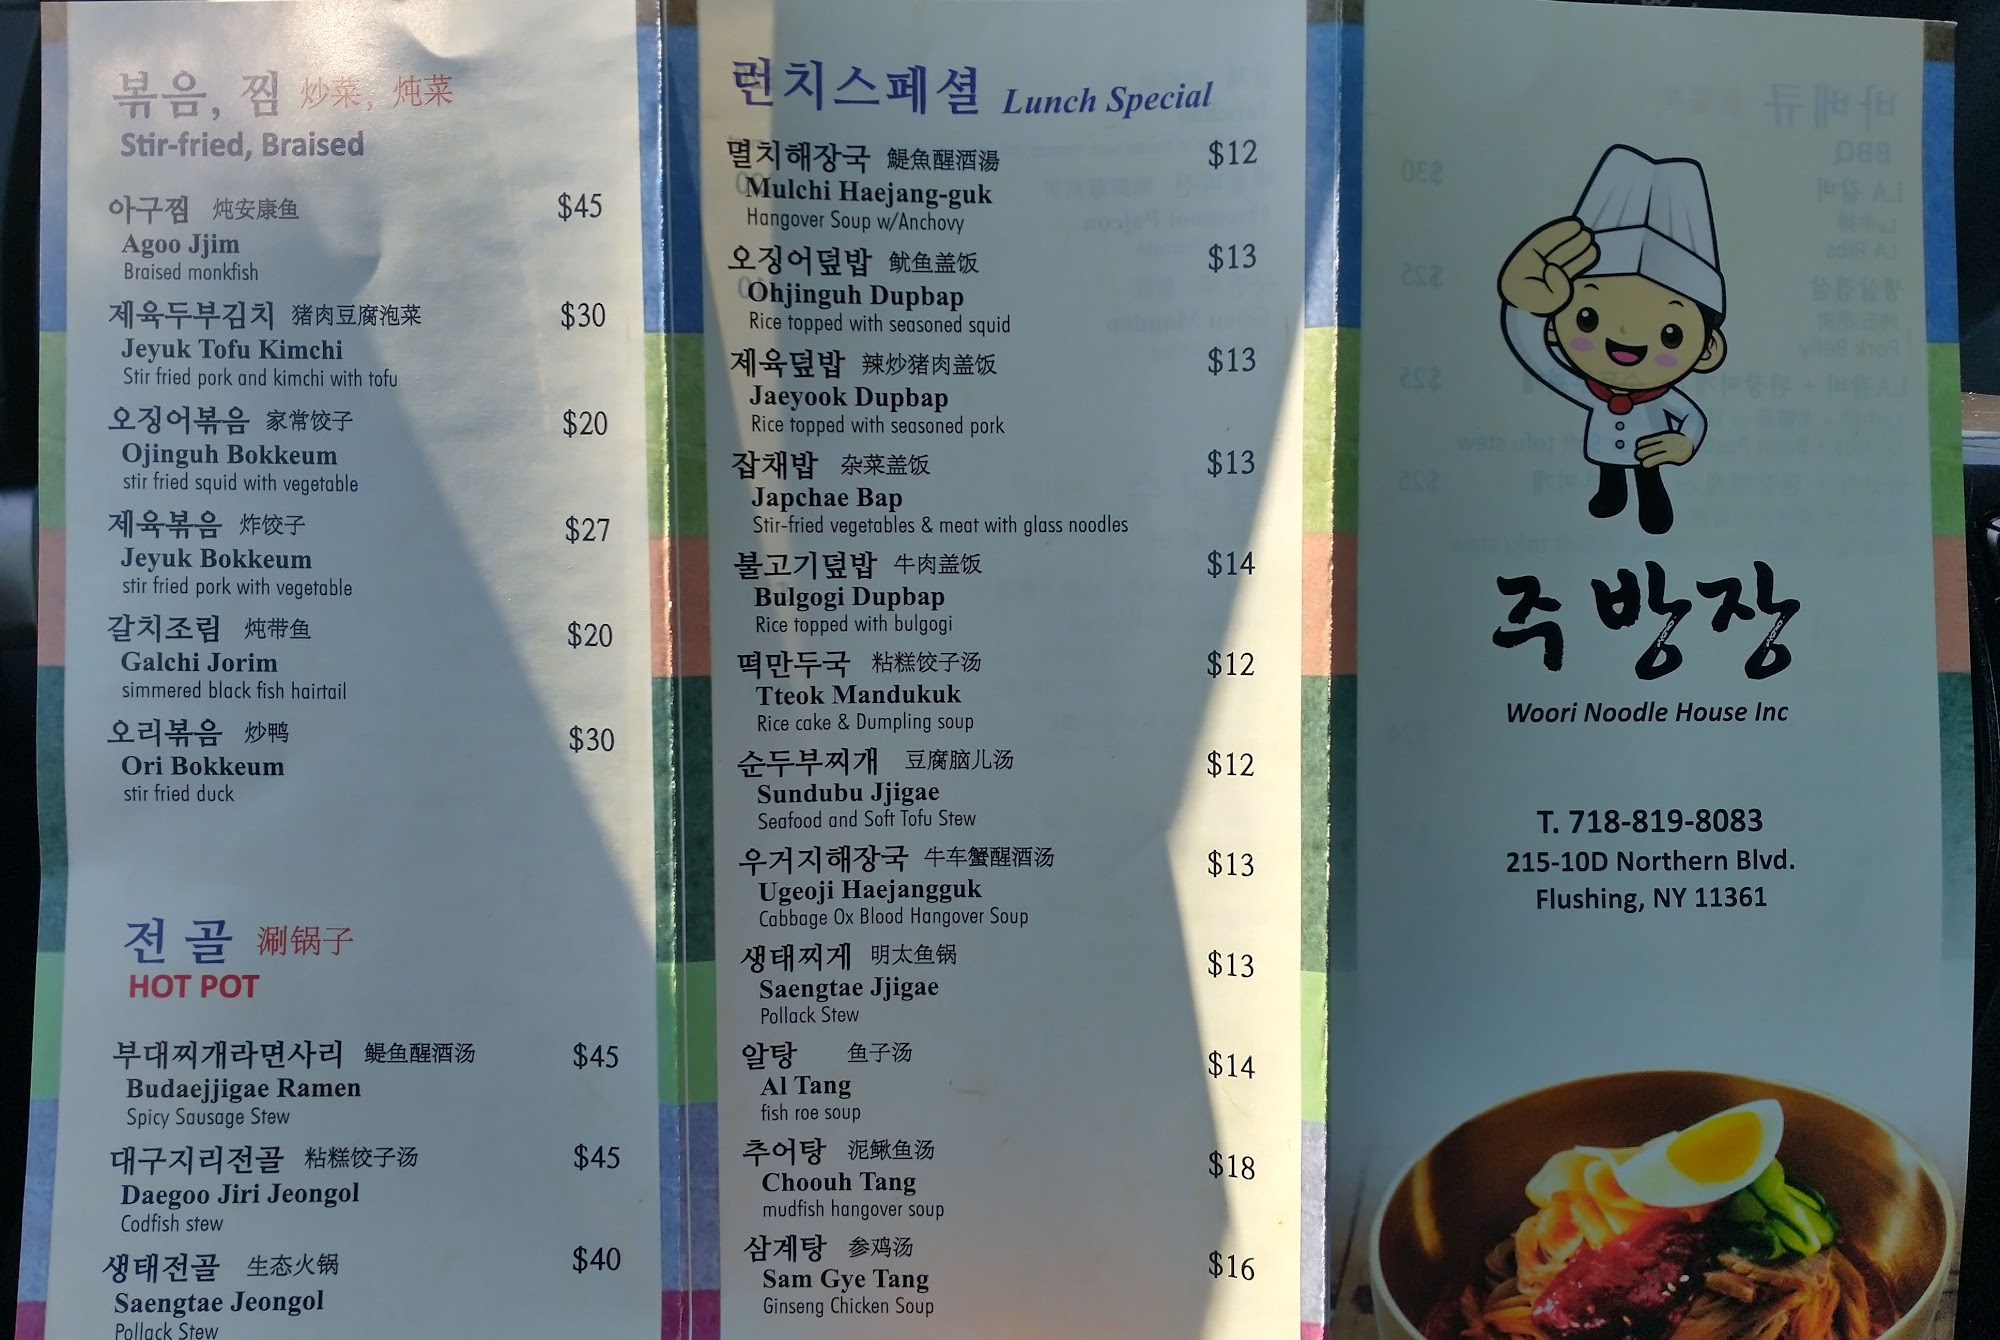 볶음, 찜 炒菜, 炖菜
Stir-fried, Braised
아구찜 炖安康鱼 $45
Agoo Jjim
Braised monkfish
제육두부김치 猪肉豆腐泡菜 $30
Jeyuk Tofu Kimchi
Stir fried pork and kimchi with tofu
오징어볶음 家常饺子 $20
Ojinguh Bokkeum
stir fried squid with vegetable
제육볶음 炸饺子 $27
Jeyuk Bokkeum
stir fried pork with vegetable
갈치조림 炖带鱼 $20
Galchi Jorim
simmered black fish hairtail
오리볶음 炒鸭 $30
Ori Bokkeum
stir fried duck
전 골 涮锅子
HOT POT
부대찌개라면사리 鳀鱼醒酒汤 $45
Budaejjigae Ramen
Spicy Sausage Stew
대구지리전골 粘糕饺子汤 $45
Daegoo Jiri Jeongol
Codfish stew
생태전골 生态火锅 $40
Saengtae Jeongol
Pollack Stew
런치스페셜 Lunch Special
멸치해장국 鯷魚醒酒湯 $12
Mulchi Haejang-guk
Hangover Soup w/Anchovy
오징어덮밥 鱿鱼盖饭 $13
Ohjinguh Dupbap
Rice topped with seasoned squid
제육덮밥 辣炒猪肉盖饭 $13
Jaeyook Dupbap
Rice topped with seasoned pork
잡채밥 杂菜盖饭 $13
Japchae Bap
Stir-fried vegetables & meat with glass noodles
불고기덮밥 牛肉盖饭 $14
Bulgogi Dupbap
Rice topped with bulgogi
떡만두국 粘糕饺子汤 $12
Tteok Mandukuk
Rice cake & Dumpling soup
순두부찌개 豆腐脑儿汤 $12
Sundubu Jjigae
Seafood and Soft Tofu Stew
우거지해장국 牛车蟹醒酒汤 $13
Ugeoji Haejangguk
Cabbage Ox Blood Hangover Soup
생태찌게 明太鱼锅 $13
Saengtae Jjigae
Pollack Stew
알탕 鱼子汤 $14
Al Tang
fish roe soup
추어탕 泥鳅鱼汤 $18
Choouh Tang
mudfish hangover soup
삼계탕 参鸡汤 $16
Sam Gye Tang
Ginseng Chicken Soup
주방장
Woori Noodle House Inc
T. 718-819-8083
215-10D Northern Blvd.
Flushing, NY 11361